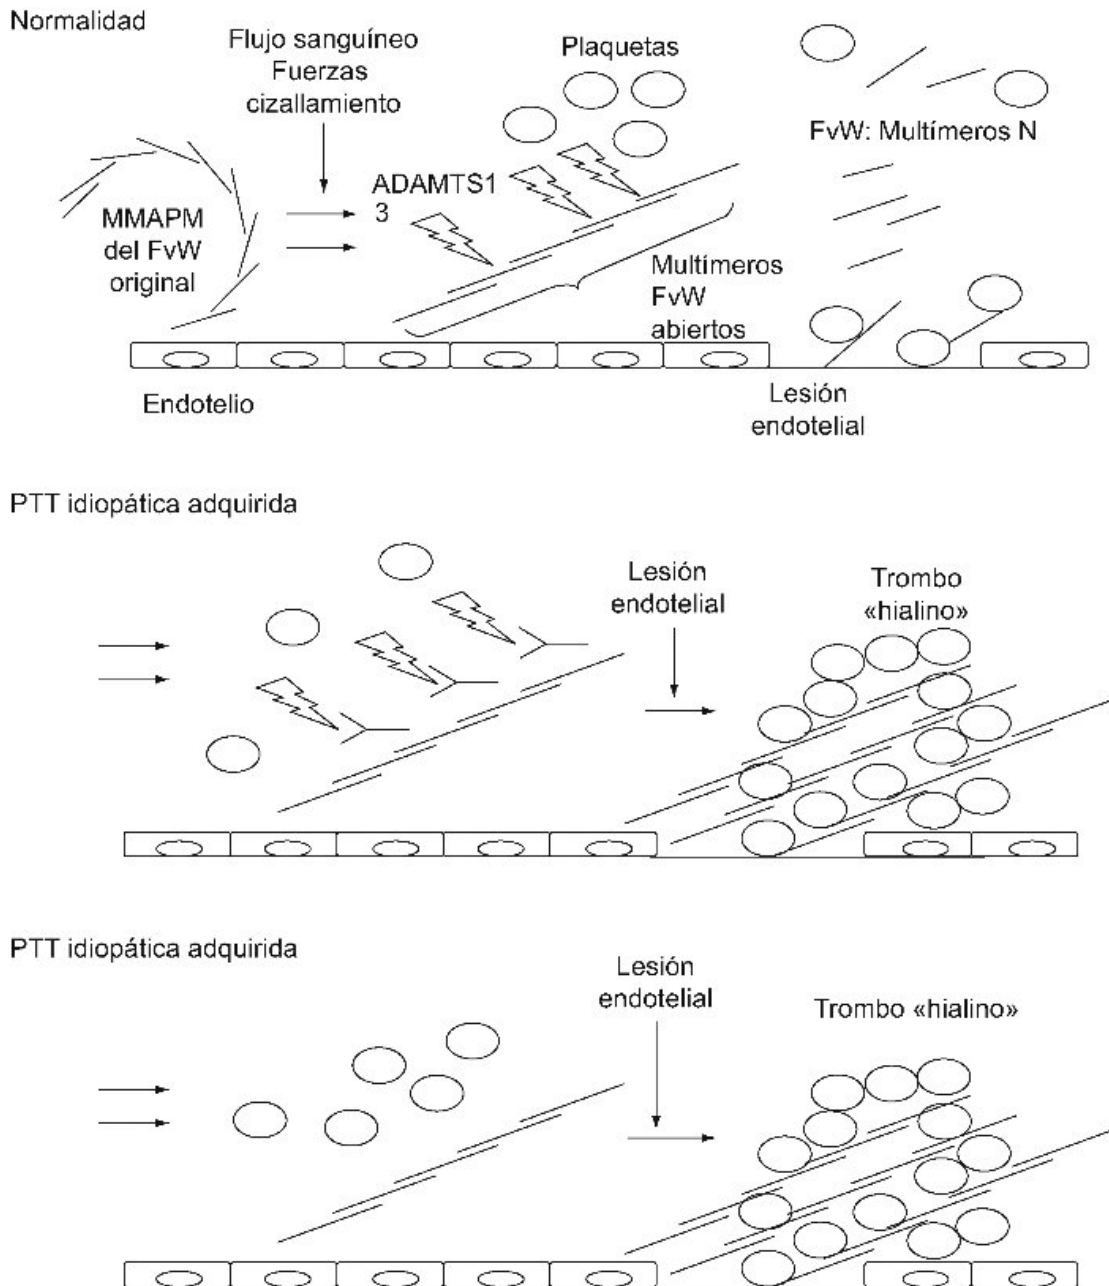 Normalidad
Flujo sanguíneo
Fuerzas
cizallamiento
Plaquetas
FvW: Multímeros N
ADAMTS1
3
MMAPM
del FvW
original
Multímeros
FvW
abiertos
Endotelio
Lesión
endotelial
PTT idiopática adquirida
Lesión
endotelial
Trombo
«hialino»
PTT idiopática adquirida
Lesión
endotelial
Trombo «hialino»